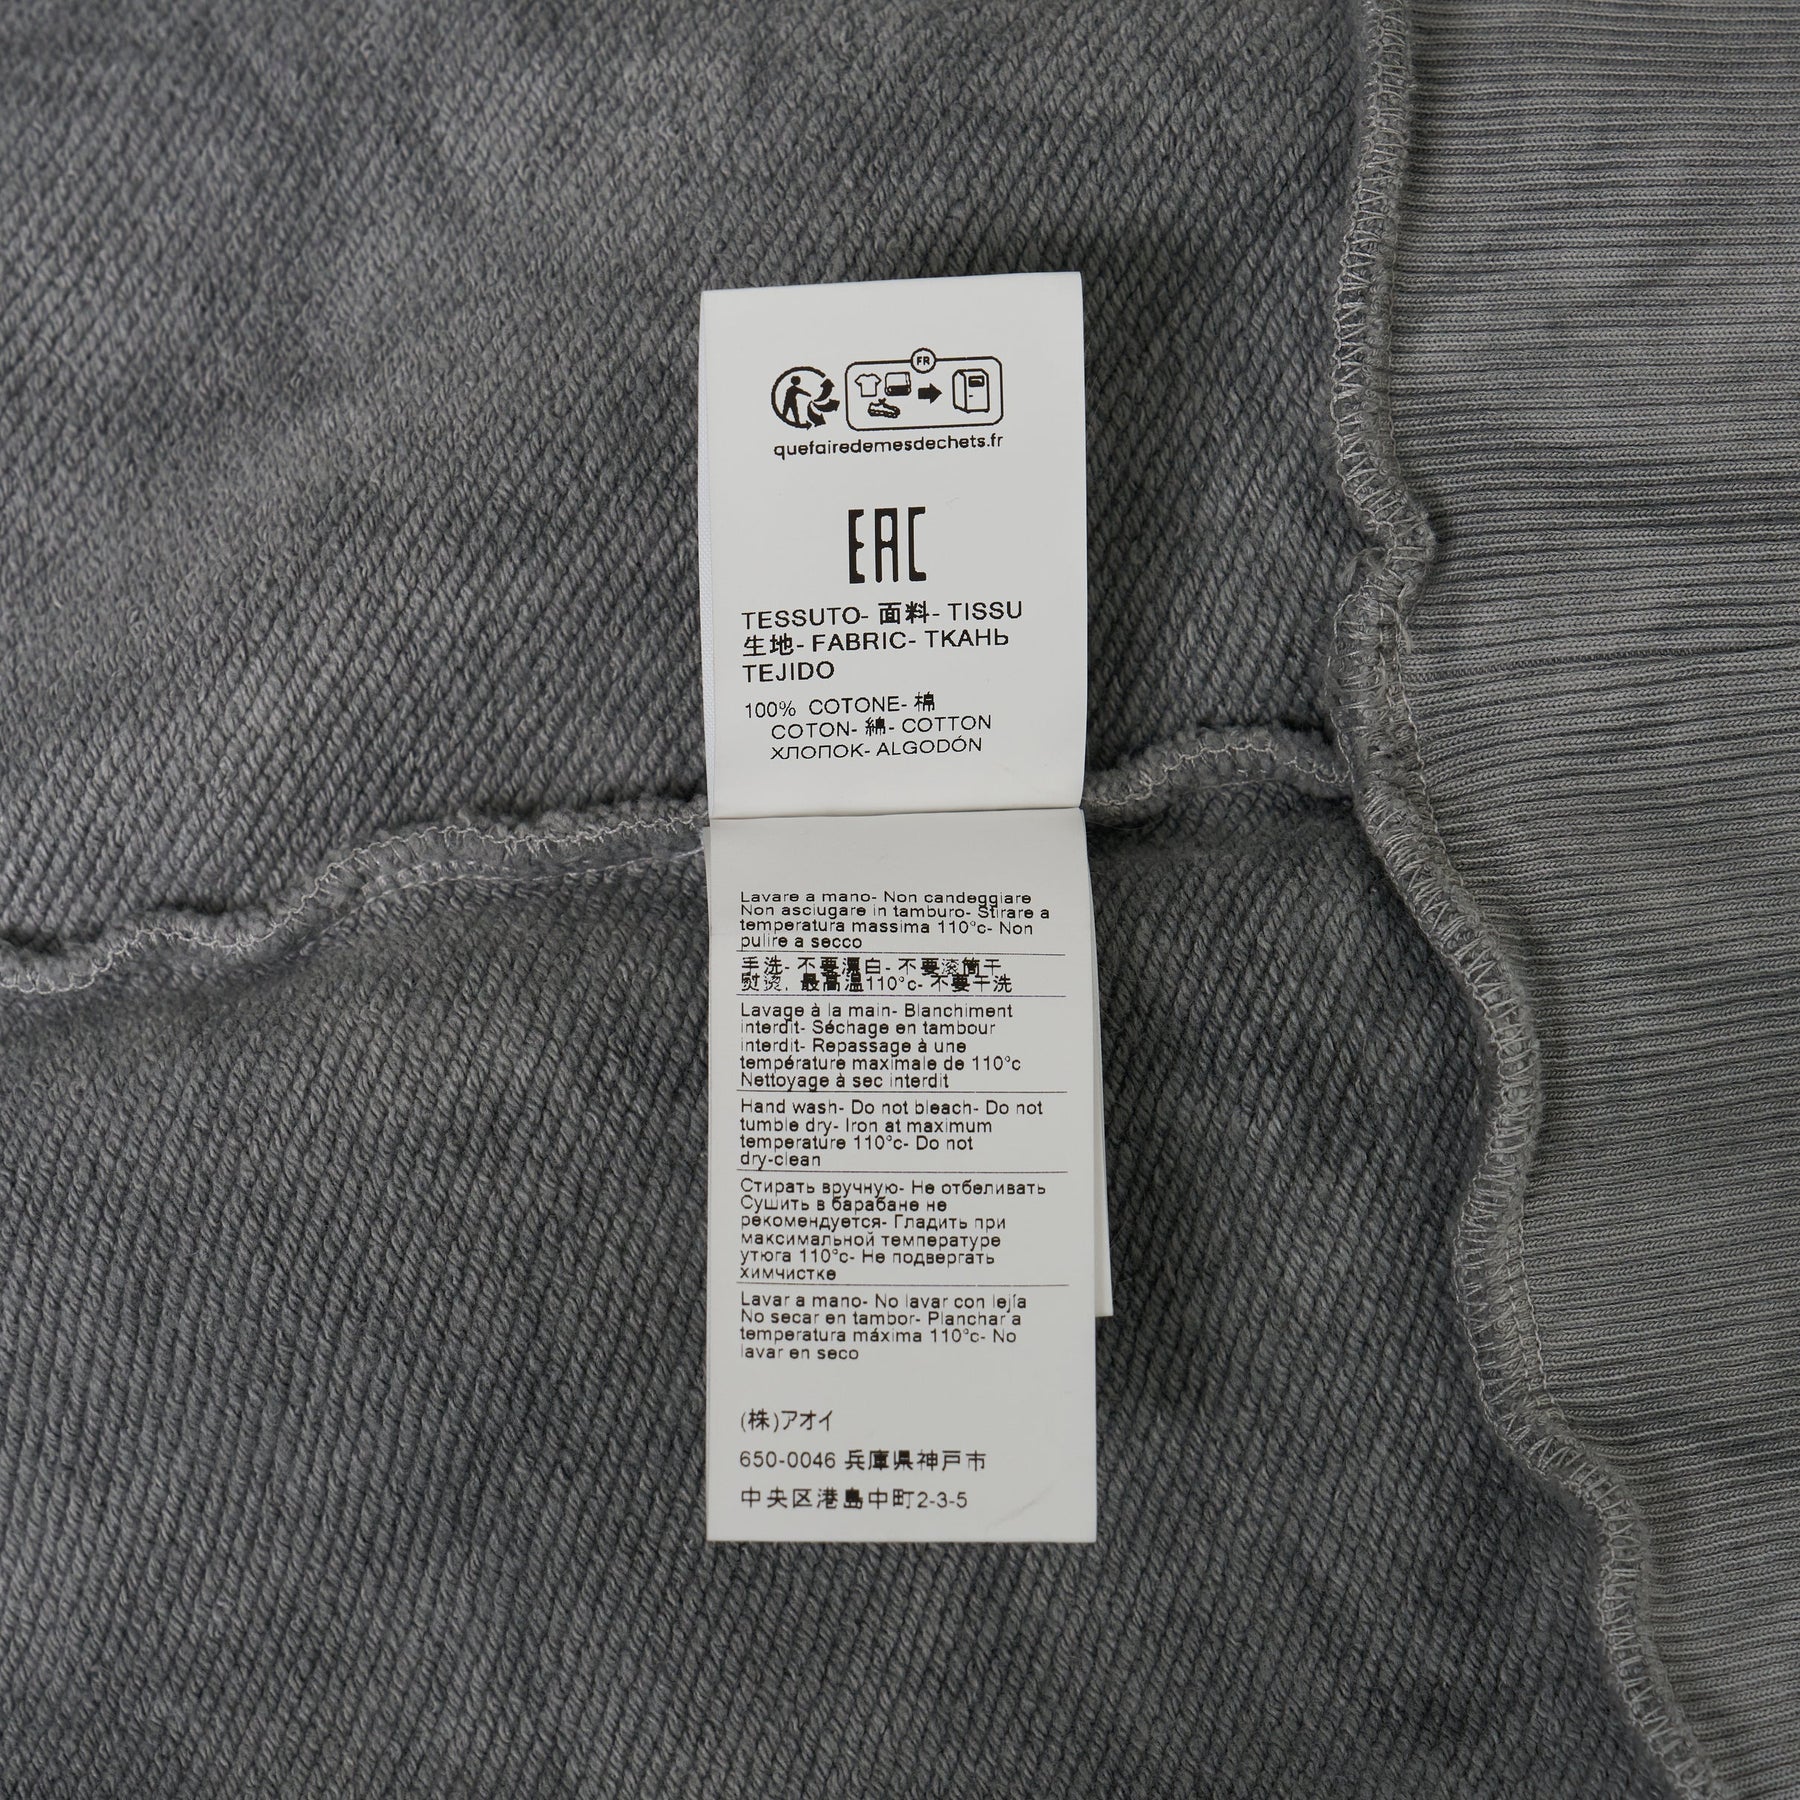 FR
quefairedemesdechets.fr
EAC
TESSUTO- 面料- TISSU
生地- FABRIC- ТКАНЬ
TEJIDO
100% COTONE- 棉
COTON- 綿- COTTON
ХЛОПОК- ALGODÓN
Lavare a mano- Non candeggiare
Non asciugare in tamburo- Stirare a
temperatura massima 110°c- Non
pulire a secco
手洗- 不要漂白- 不要滚筒干
熨烫, 最高温110°c- 不要干洗
Lavage à la main- Blanchiment
interdit- Séchage en tambour
interdit- Repassage à une
température maximale de 110°c
Nettoyage à sec interdit
Hand wash- Do not bleach- Do not
tumble dry- Iron at maximum
temperature 110°c- Do not
dry-clean
Стирать вручную- Не отбеливать
Сушить в барабане не
рекомендуется- Гладить при
максимальной температуре
утюга 110°c- Не подвергать
химчистке
Lavar a mano- No lavar con lejía
No secar en tambor- Planchar a
temperatura máxima 110°c- No
lavar en seco
(株)アオイ
650-0046 兵庫県神戸市
中央区港島中町2-3-5